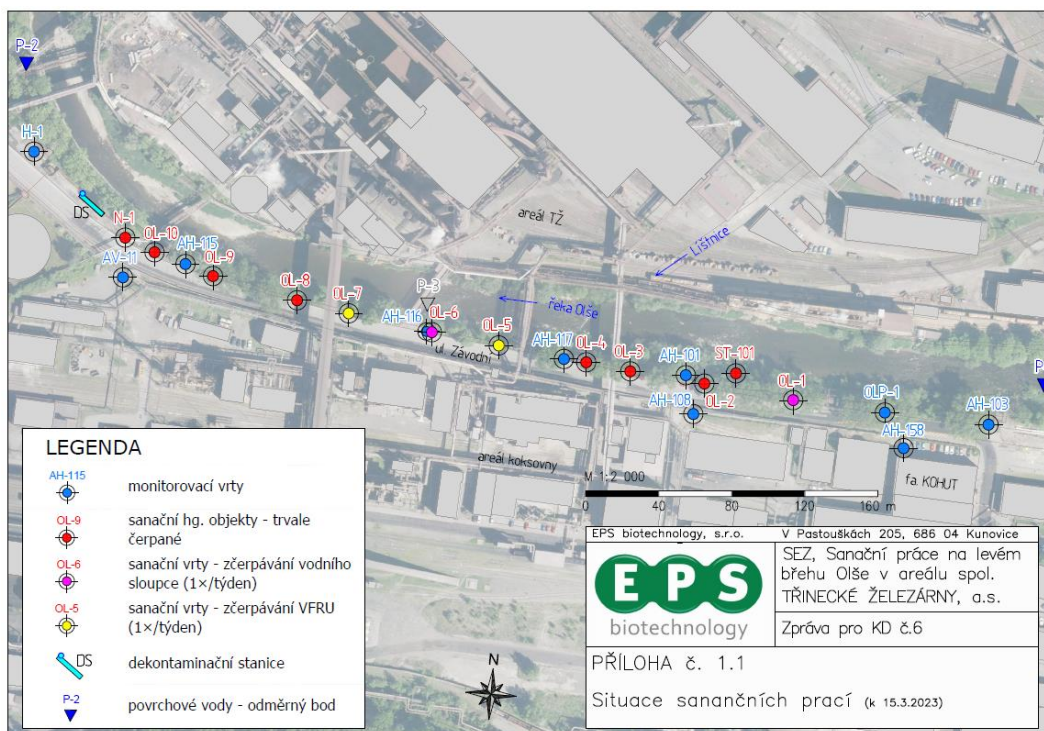 P-2
H-1
DS
N-1
OL-10
AH-115
OL-9
AV-11
OL-8
OL-7
P-3
AH-116
OL-6
OL-5
ul. Závodní
areál TŽ
Líštnice
řeka Olše
AH-117
OL-4
OL-3
AH-101
ST-101
OL-2
AH-108
OL-1
OLP-1
AH-158
AH-103
P-
areál koksovny
fa. KOHUT
M 1:2 000
0 40 80 120 160 m
LEGENDA
AH-115
monitorovací vrty
OL-9
sanační hg. objekty - trvale
čerpané
OL-6
sanační vrty - zčerpávání vodního
sloupce (1×/týden)
OL-5
sanační vrty - zčerpávání VFRU
(1×/týden)
DS
dekontaminační stanice
P-2
povrchové vody - odměrný bod
N
EPS biotechnology, s.r.o.
V Pastouškách 205, 686 04 Kunovice
EPS
biotechnology
SEZ, Sanační práce na levém
břehu Olše v areálu spol.
TŘINECKÉ ŽELEZÁRNY, a.s.
Zpráva pro KD č.6
PŘÍLOHA č. 1.1
Situace sanančních prací (k 15.3.2023)